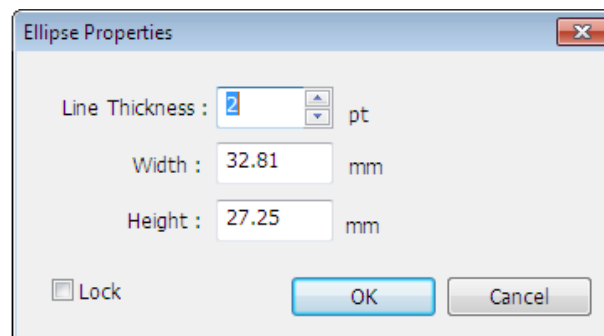 Ellipse Properties
Line Thickness : 2 pt
Width : 32.81 mm
Height : 27.25 mm
Lock OK Cancel